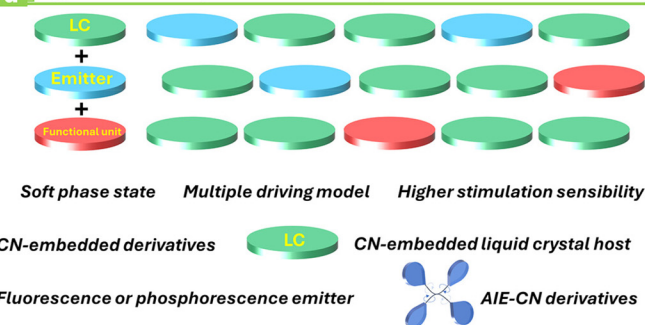 LC
+
Emitter
+
Functional unit
Soft phase state Multiple driving model Higher stimulation sensibility
CN-embedded derivatives LC CN-embedded liquid crystal host
Fluorescence or phosphorescence emitter AIE-CN derivatives